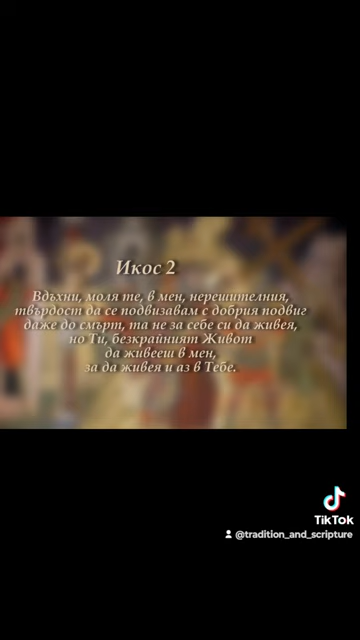 Икос 2
Вдъхни, моля те, в мен, нерешителния,
твърдост да се подвизавам с добрия подвиг
даже до смърт, та не за себе си да живея,
но Ти, безкрайният Живот
да живееш в мен,
за да живея и аз в Тебе.
TikTok
@tradition_and_scripture